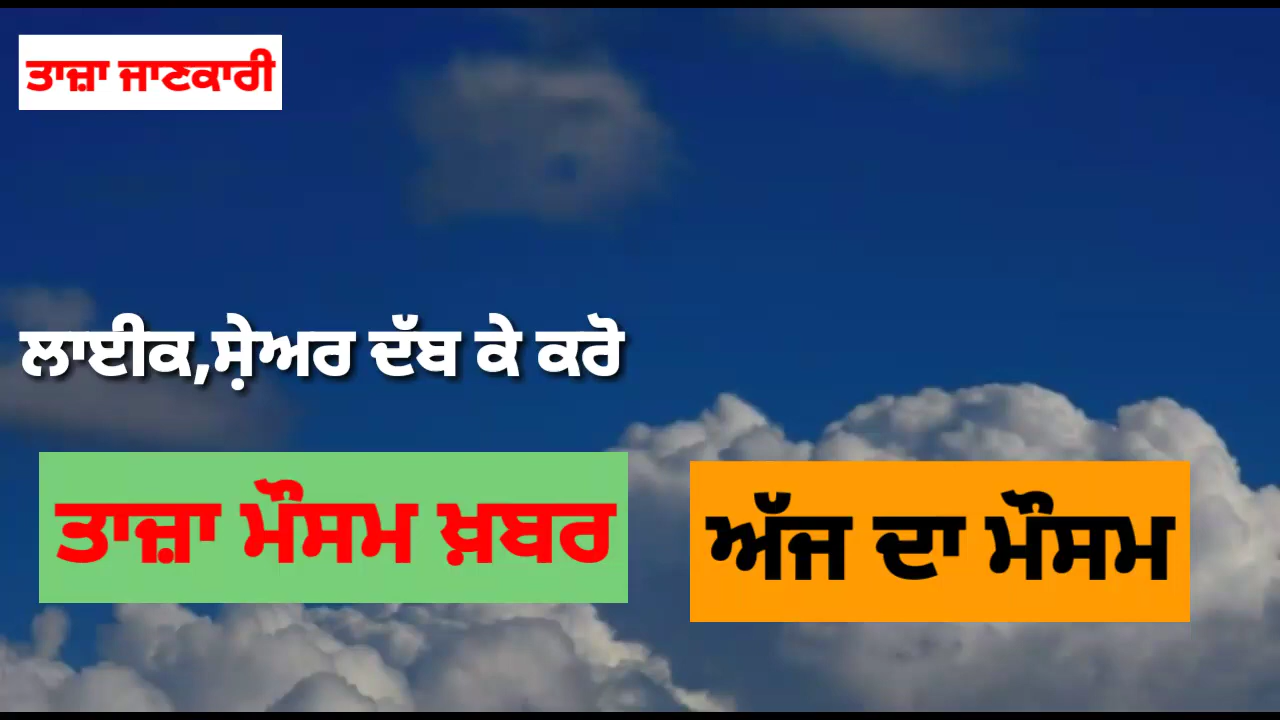 ਤਾਜ਼ਾ ਜਾਣਕਾਰੀ
ਲਾਈਕ,ਸ਼ੇਅਰ ਦੱਬ ਕੇ ਕਰੋ
ਤਾਜ਼ਾ ਮੌਸਮ ਖ਼ਬਰ
ਅੱਜ ਦਾ ਮੌਸਮ